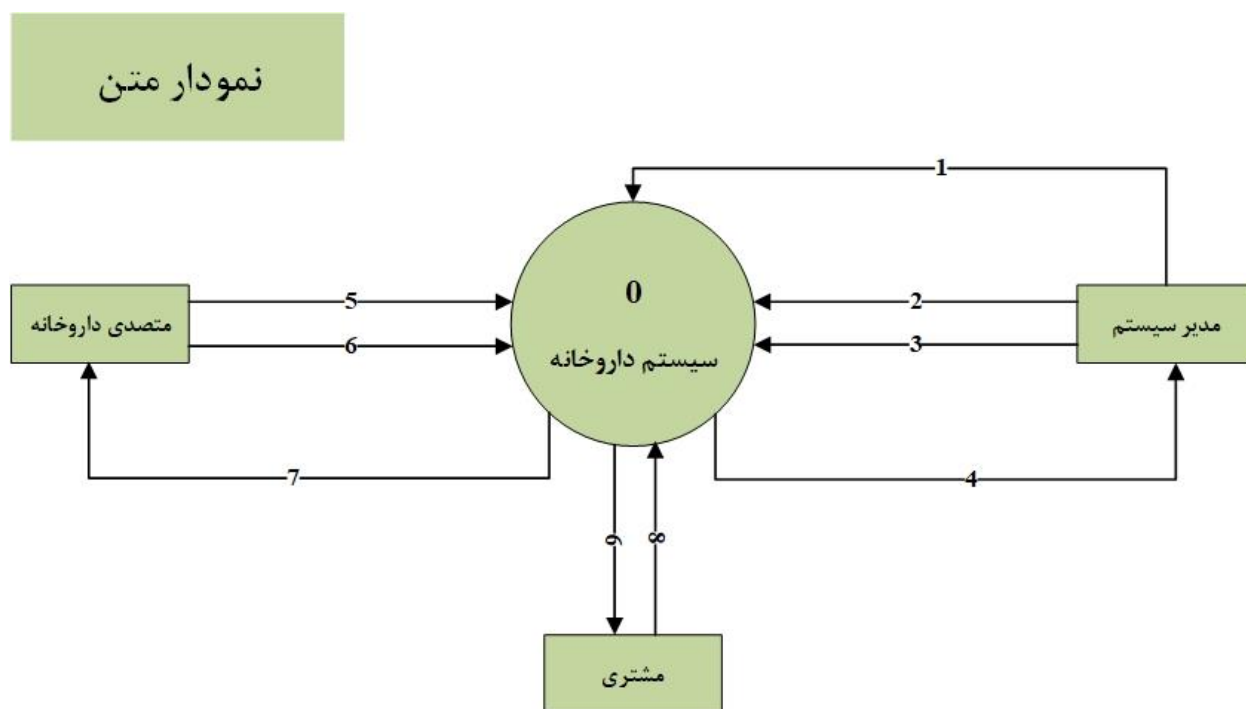 نمودار متن
1
0
سیستم داروخانه
متصدی داروخانه
5
6
7
2
3
مدیر سیستم
4
9
8
مشتری